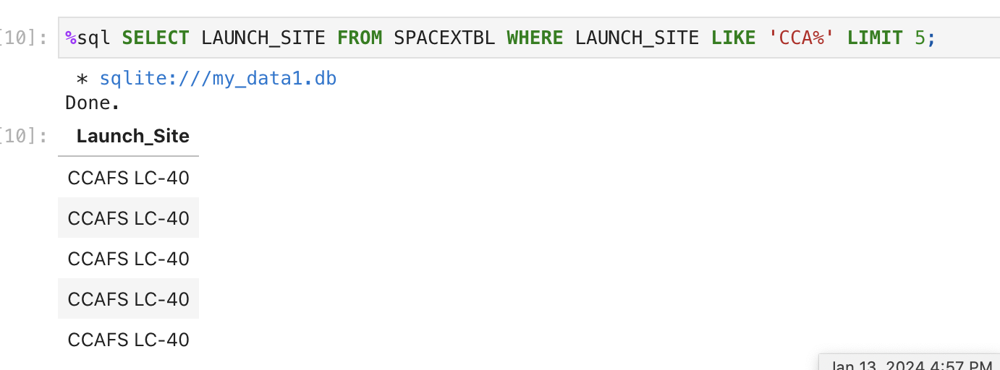 [10]: %sql SELECT LAUNCH_SITE FROM SPACEXTBL WHERE LAUNCH_SITE LIKE 'CCA%' LIMIT 5;
* sqlite:///my_data1.db
Done.
[10]: Launch_Site
CCAFS LC-40
CCAFS LC-40
CCAFS LC-40
CCAFS LC-40
CCAFS LC-40
Jan 13, 2024 4:57 PM